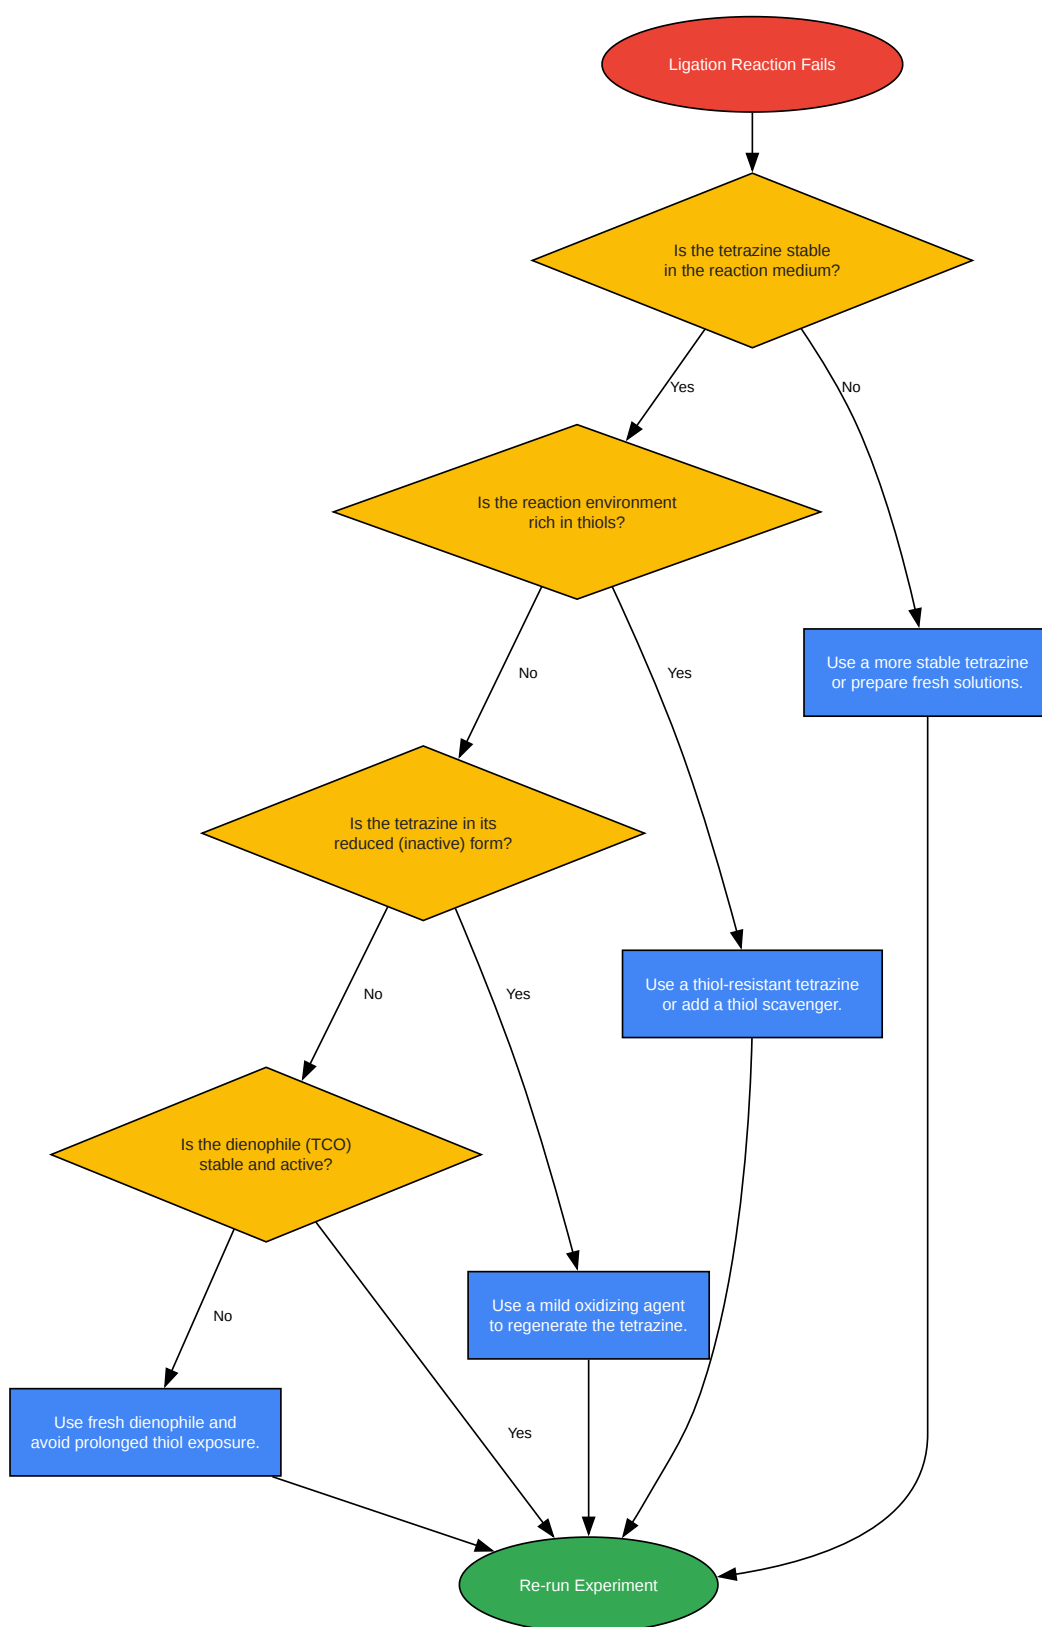 Ligation Reaction Fails
Is the tetrazine stable
in the reaction medium?
Yes
No
Is the reaction environment
rich in thiols?
No
Yes
Use a more stable tetrazine
or prepare fresh solutions.
Is the tetrazine in its
reduced (inactive) form?
No
Yes
Use a thiol-resistant tetrazine
or add a thiol scavenger.
Is the dienophile (TCO)
stable and active?
No
Yes
Use a mild oxidizing agent
to regenerate the tetrazine.
Use fresh dienophile and
avoid prolonged thiol exposure.
Re-run Experiment